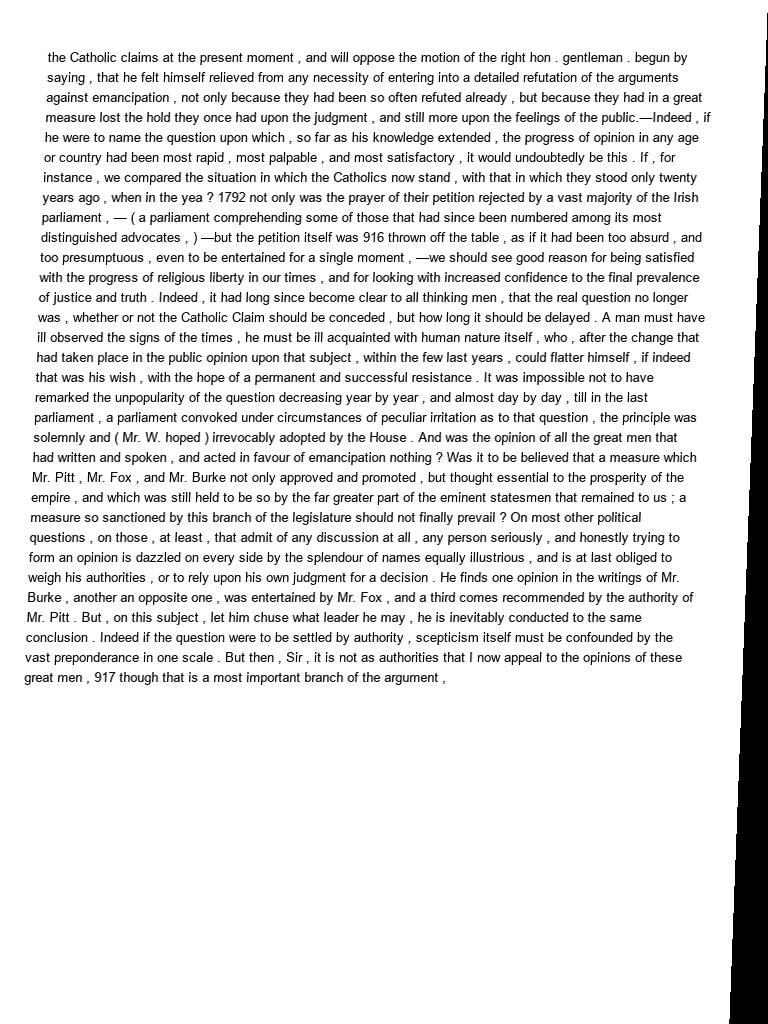 the Catholic claims at the present moment , and will oppose the motion of the right hon . gentleman . begun by
saying , that he felt himself relieved from any necessity of entering into a detailed refutation of the arguments
against emancipation , not only because they had been so often refuted already , but because they had in a great
measure lost the hold they once had upon the judgment , and still more upon the feelings of the public.—Indeed , if
he were to name the question upon which , so far as his knowledge extended , the progress of opinion in any age
or country had been most rapid , most palpable , and most satisfactory , it would undoubtedly be this . If , for
instance , we compared the situation in which the Catholics now stand , with that in which they stood only twenty
years ago , when in the yea ? 1792 not only was the prayer of their petition rejected by a vast majority of the Irish
parliament , — ( a parliament comprehending some of those that had since been numbered among its most
distinguished advocates , ) —but the petition itself was 916 thrown off the table , as if it had been too absurd , and
too presumptuous , even to be entertained for a single moment , —we should see good reason for being satisfied
with the progress of religious liberty in our times , and for looking with increased confidence to the final prevalence
of justice and truth . Indeed , it had long since become clear to all thinking men , that the real question no longer
was , whether or not the Catholic Claim should be conceded , but how long it should be delayed . A man must have
ill observed the signs of the times , he must be ill acquainted with human nature itself , who , after the change that
had taken place in the public opinion upon that subject , within the few last years , could flatter himself , if indeed
that was his wish , with the hope of a permanent and successful resistance . It was impossible not to have
remarked the unpopularity of the question decreasing year by year , and almost day by day , till in the last
parliament , a parliament convoked under circumstances of peculiar irritation as to that question , the principle was
solemnly and ( Mr. W. hoped ) irrevocably adopted by the House . And was the opinion of all the great men that
had written and spoken , and acted in favour of emancipation nothing ? Was it to be believed that a measure which
Mr. Pitt , Mr. Fox , and Mr. Burke not only approved and promoted , but thought essential to the prosperity of the
empire , and which was still held to be so by the far greater part of the eminent statesmen that remained to us ; a
measure so sanctioned by this branch of the legislature should not finally prevail ? On most other political
questions , on those , at least , that admit of any discussion at all , any person seriously , and honestly trying to
form an opinion is dazzled on every side by the splendour of names equally illustrious , and is at last obliged to
weigh his authorities , or to rely upon his own judgment for a decision . He finds one opinion in the writings of Mr.
Burke , another an opposite one , was entertained by Mr. Fox , and a third comes recommended by the authority of
Mr. Pitt . But , on this subject , let him chuse what leader he may , he is inevitably conducted to the same
conclusion . Indeed if the question were to be settled by authority , scepticism itself must be confounded by the
vast preponderance in one scale . But then , Sir , it is not as authorities that I now appeal to the opinions of these
great men , 917 though that is a most important branch of the argument ,